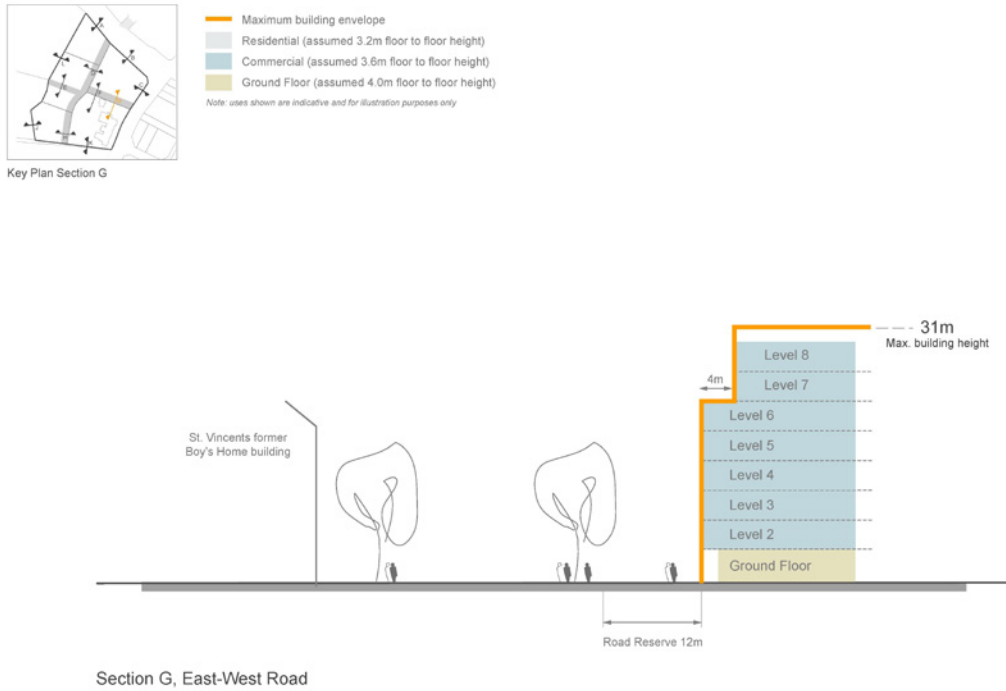 Maximum building envelope
Residential (assumed 3.2m floor to floor height)
Commercial (assumed 3.6m floor to floor height)
Ground Floor (assumed 4.0m floor to floor height)
Note: uses shown are indicative and for illustration purposes only
Key Plan Section G
31m
Max. building height
Level 8
4m
Level 7
Level 6
St. Vincents former
Boy's Home building
Level 5
Level 4
Level 3
Level 2
Ground Floor
Road Reserve 12m
Section G, East-West Road